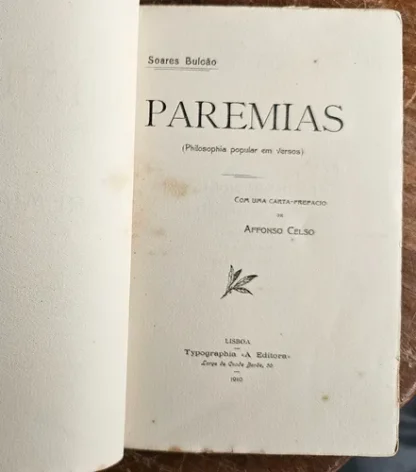 Soares Bulcão
PAREMIAS
(Philosophia popular em versos)
COM UMA CARTA-PREFACIO
DE
AFFONSO CELSO
LISBOA
Typographia «A Editora»
Largo do Conde Barão, 50
1910